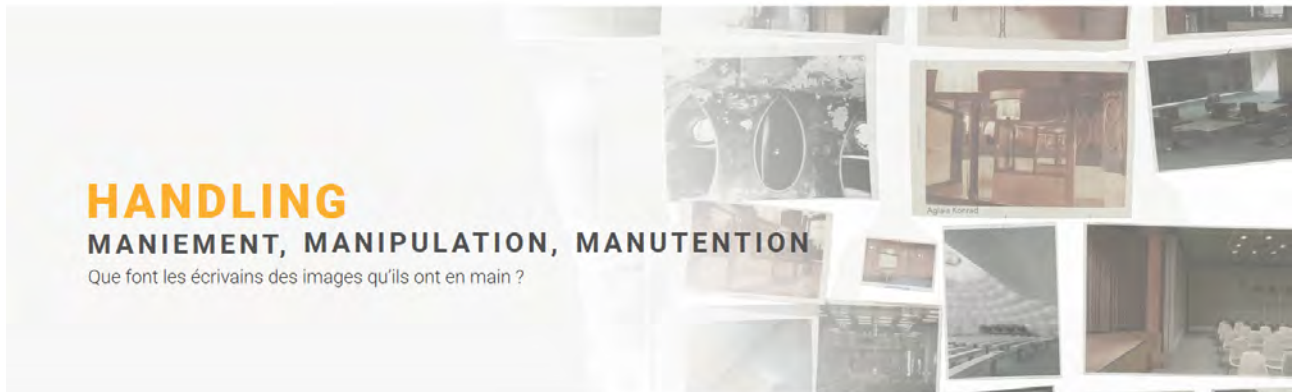 HANDLING
MANIEMENT, MANIPULATION, MANUTENTION
Que font les écrivains des images qu'ils ont en main ?
Aglaia Konrad